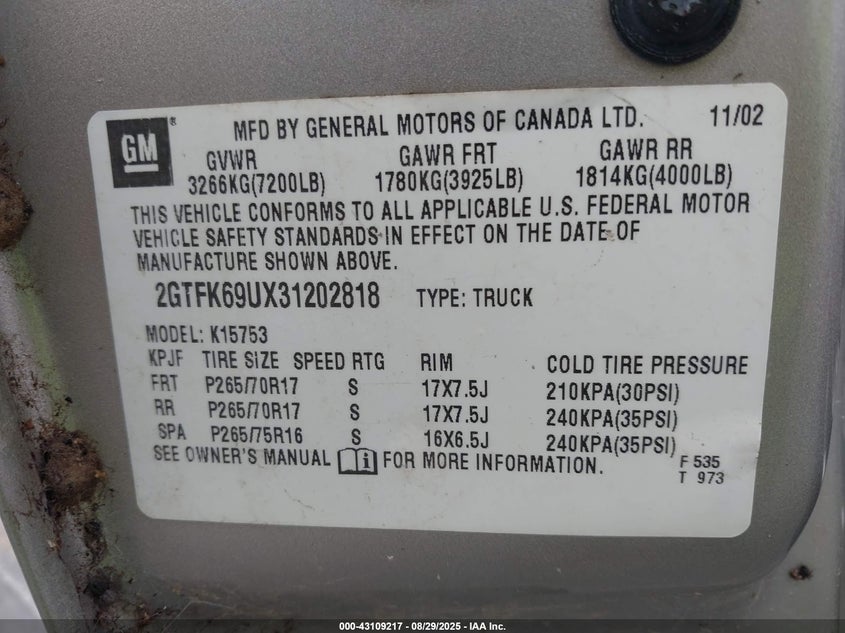 GM® MFD BY GENERAL MOTORS OF CANADA LTD. 11/02
GVWR GAWR FRT GAWR RR
3266KG(7200LB) 1780KG(3925LB) 1814KG(4000LB)
THIS VEHICLE CONFORMS TO ALL APPLICABLE U.S. FEDERAL MOTOR
VEHICLE SAFETY STANDARDS IN EFFECT ON THE DATE OF
MANUFACTURE SHOWN ABOVE.
2GTFK69UX31202818 TYPE: TRUCK
MODEL: K15753
KPJF TIRE SIZE SPEED RTG RIM COLD TIRE PRESSURE
FRT P265/70R17 S 17X7.5J 210KPA(30PSI)
RR P265/70R17 S 17X7.5J 240KPA(35PSI)
SPA P265/75R16 S 16X6.5J 240KPA(35PSI)
SEE OWNER'S MANUAL i FOR MORE INFORMATION. F 535
T 973
000-43109217 - 08/29/2025 - IAA Inc.